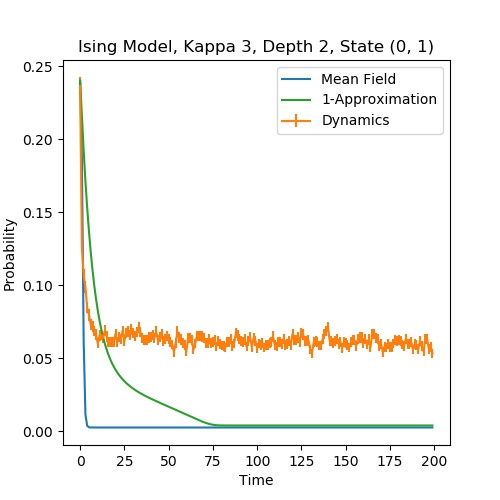 Ising Model, Kappa 3, Depth 2, State (0, 1)
Mean Field
1-Approximation
Dynamics
Probability
0.25
0.20
0.15
0.10
0.05
0.00
0 25 50 75 100 125 150 175 200
Time